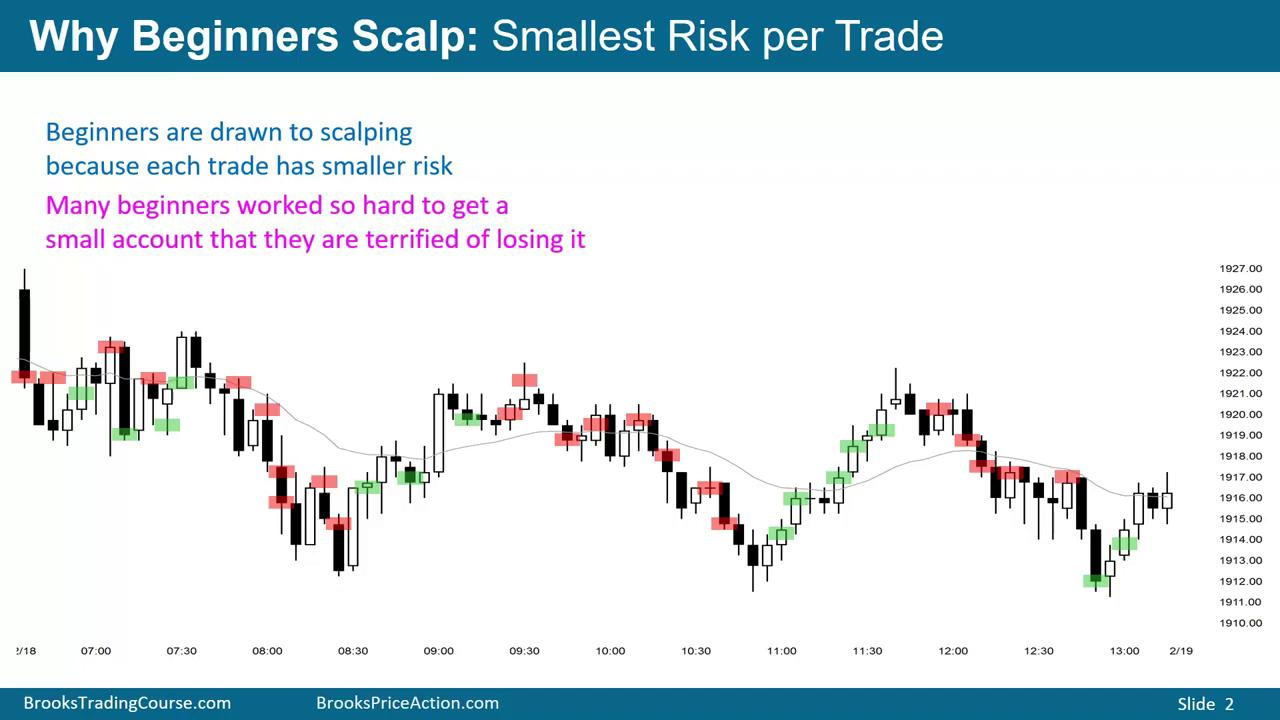 Why Beginners Scalp: Smallest Risk per Trade
Beginners are drawn to scalping
because each trade has smaller risk
Many beginners worked so hard to get a
small account that they are terrified of losing it
1927.00
1926.00
1925.00
1924.00
1923.00
1922.00
1921.00
1920.00
1919.00
1918.00
1917.00
1916.00
1915.00
1914.00
1913.00
1912.00
1911.00
1910.00
2/18 07:00 07:30 08:00 08:30 09:00 09:30 10:00 10:30 11:00 11:30 12:00 12:30 13:00 2/19
BrooksTradingCourse.com BrooksPriceAction.com Slide 2